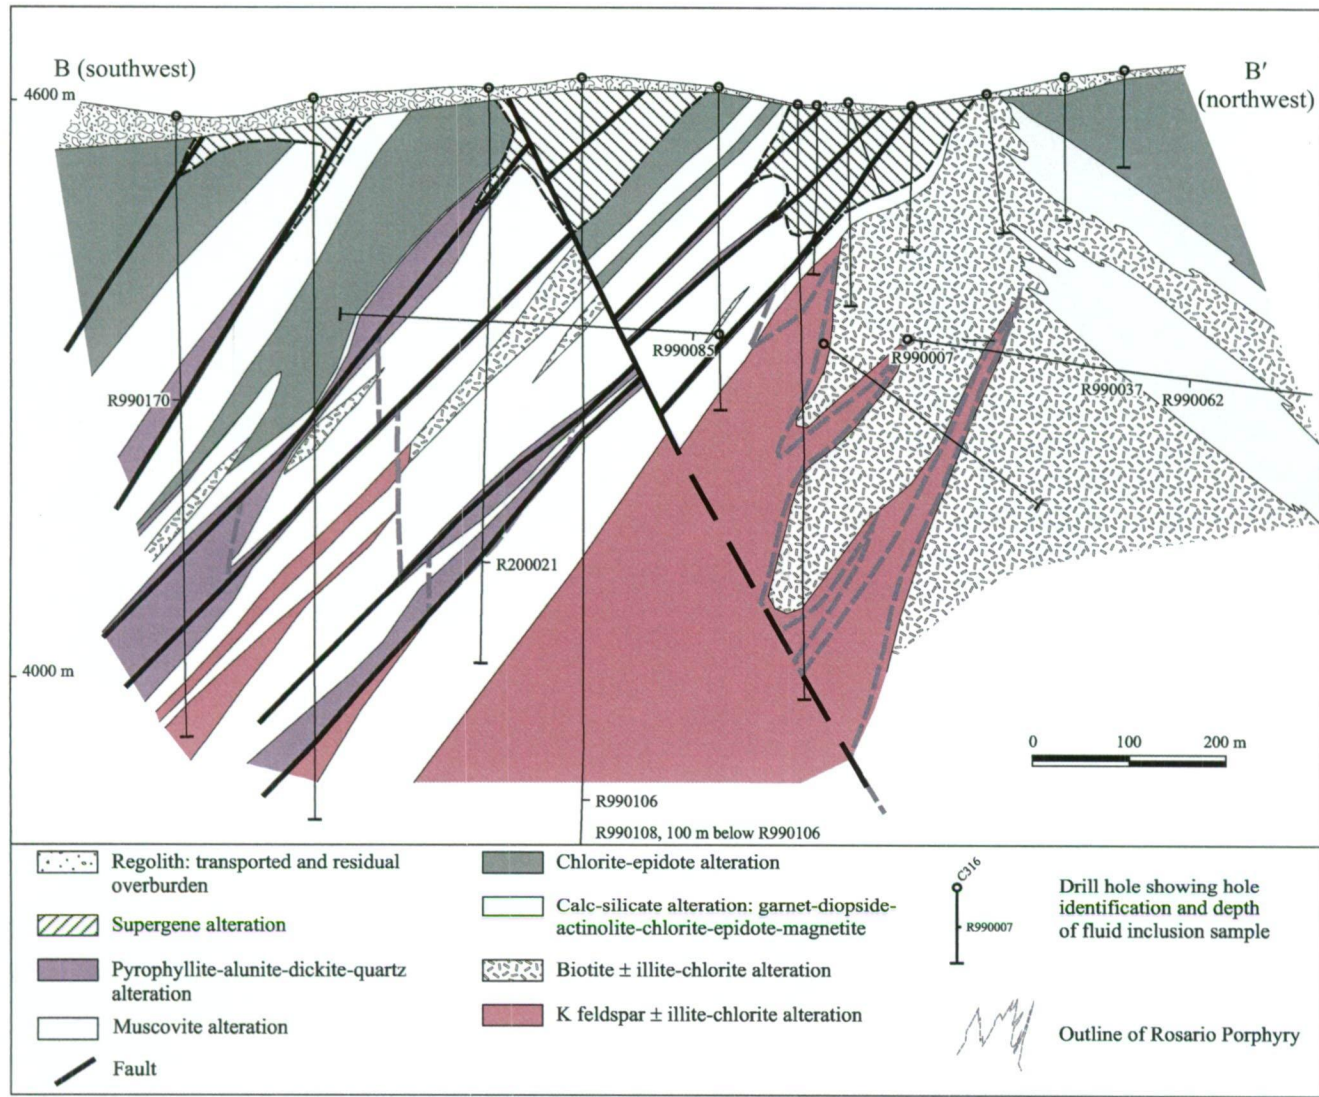 B (southwest)
B′
(northwest)
4600 m
R990085
R990007
R990170
R990037
R990062
R200021
4000 m
0 100 200 m
R990106
R990108, 100 m below R990106
Regolith: transported and residual
overburden
Supergene alteration
Pyrophyllite-alunite-dickite-quartz
alteration
Muscovite alteration
Fault
Chlorite-epidote alteration
Calc-silicate alteration: garnet-diopside-
actinolite-chlorite-epidote-magnetite
Biotite ± illite-chlorite alteration
K feldspar ± illite-chlorite alteration
C316
R990007
Drill hole showing hole
identification and depth
of fluid inclusion sample
Outline of Rosario Porphyry